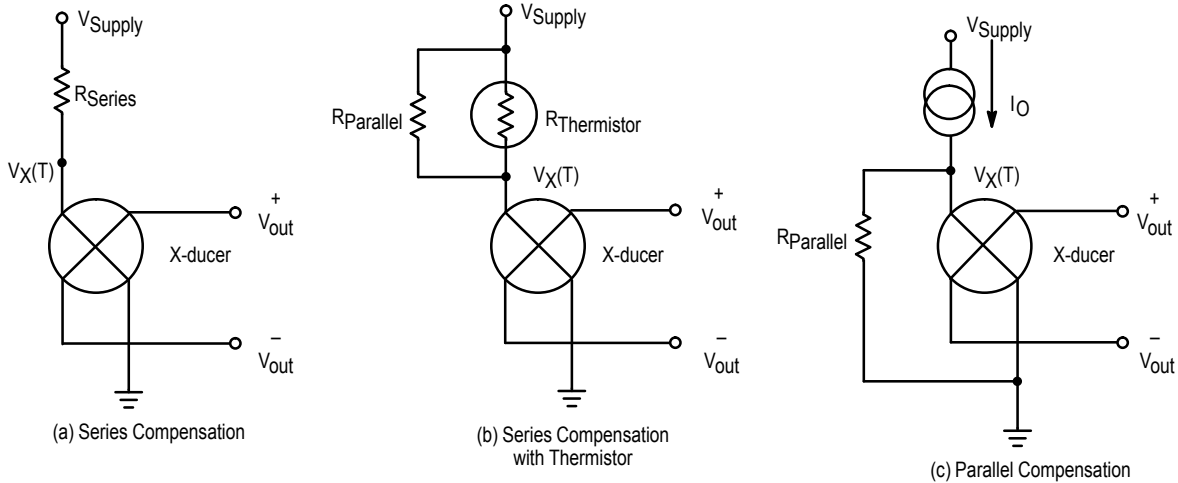 VSupply
RSeries
VX(T)
+
Vout
X-ducer
−
Vout
(a) Series Compensation
VSupply
RParallel
RThermistor
VX(T)
+
Vout
X-ducer
−
Vout
(b) Series Compensation
with Thermistor
VSupply
IO
VX(T)
+
Vout
RParallel
X-ducer
−
Vout
(c) Parallel Compensation